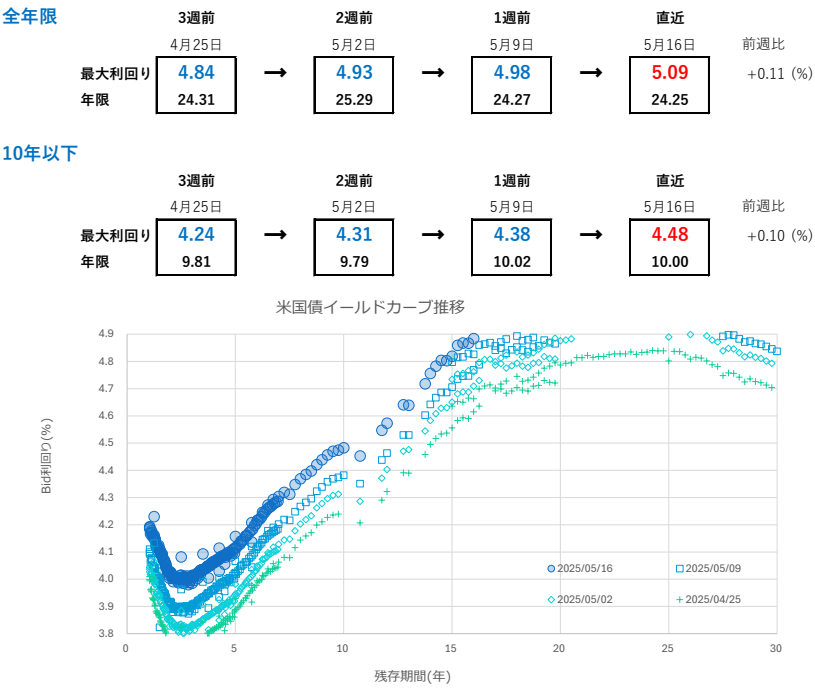 全年限
3週前 2週前 1週前 直近
4月25日 5月2日 5月9日 5月16日 前週比
最大利回り 4.84 → 4.93 → 4.98 → 5.09 +0.11 (%)
年限 24.31 25.29 24.27 24.25
10年以下
3週前 2週前 1週前 直近
4月25日 5月2日 5月9日 5月16日 前週比
最大利回り 4.24 → 4.31 → 4.38 → 4.48 +0.10 (%)
年限 9.81 9.79 10.02 10.00
米国債イールドカーブ推移
Bid利回り(%)
4.9
4.8
4.7
4.6
4.5
4.4
4.3
4.2
4.1
4.0
3.9
3.8
2025/05/16 2025/05/09
2025/05/02 2025/04/25
0 5 10 15 20 25 30
残存期間(年)